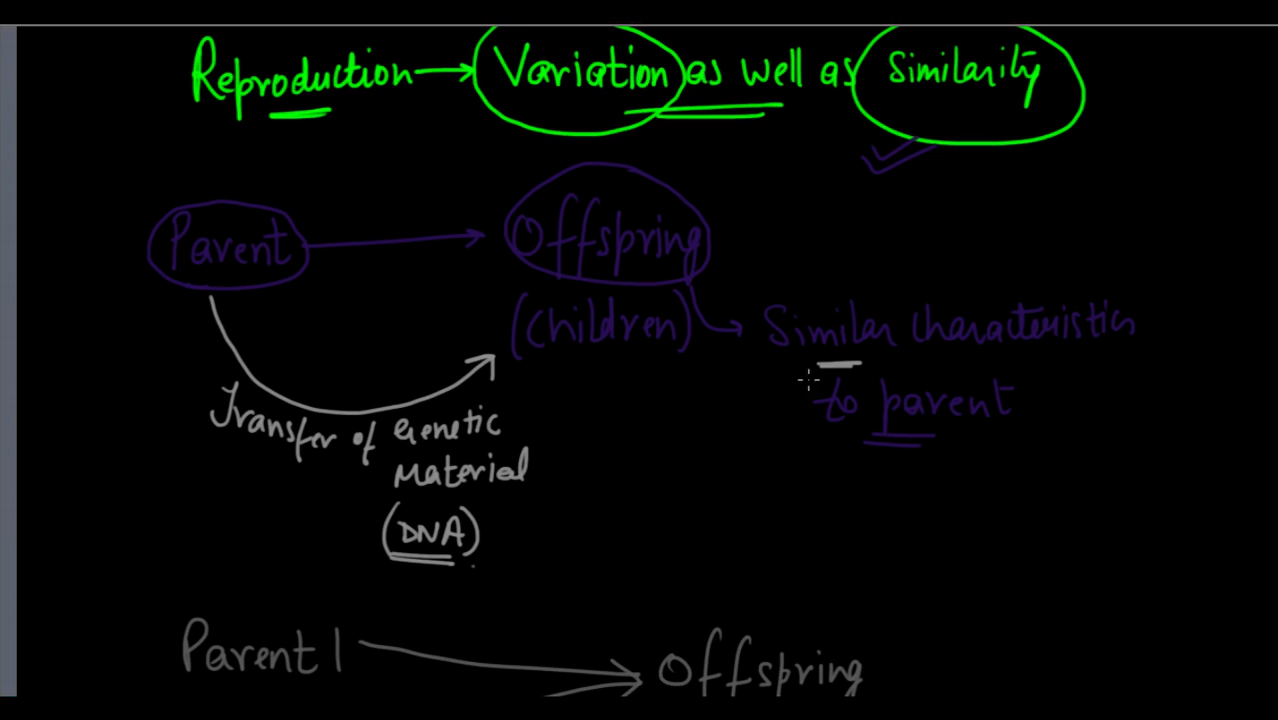 Reproduction → Variation as well as Similarity
Parent → Offspring
(Children) → Similar Characteristics
to parent
Transfer of Genetic
Material
(DNA)
Parent 1 → Offspring